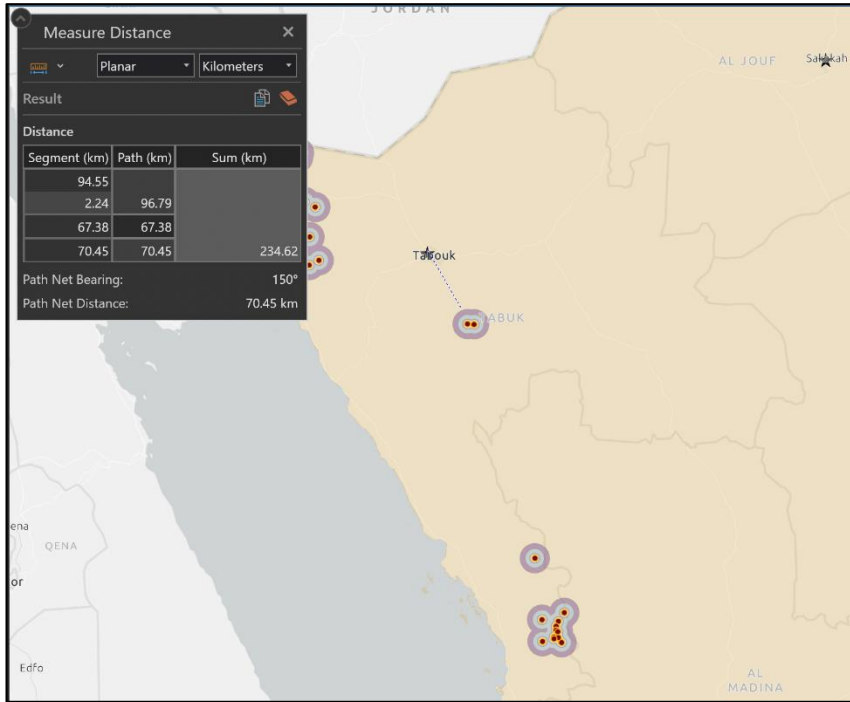 Measure Distance
Planar Kilometers
Result
Distance
Segment (km) Path (km) Sum (km)
94.55
2.24 96.79
67.38 67.38
70.45 70.45 234.62
Path Net Bearing: 150°
Path Net Distance: 70.45 km
JORDAN
AL JOUF
Sakakah
Tabouk
TABUK
ena
QENA
or
Edfo
AL
MADINA